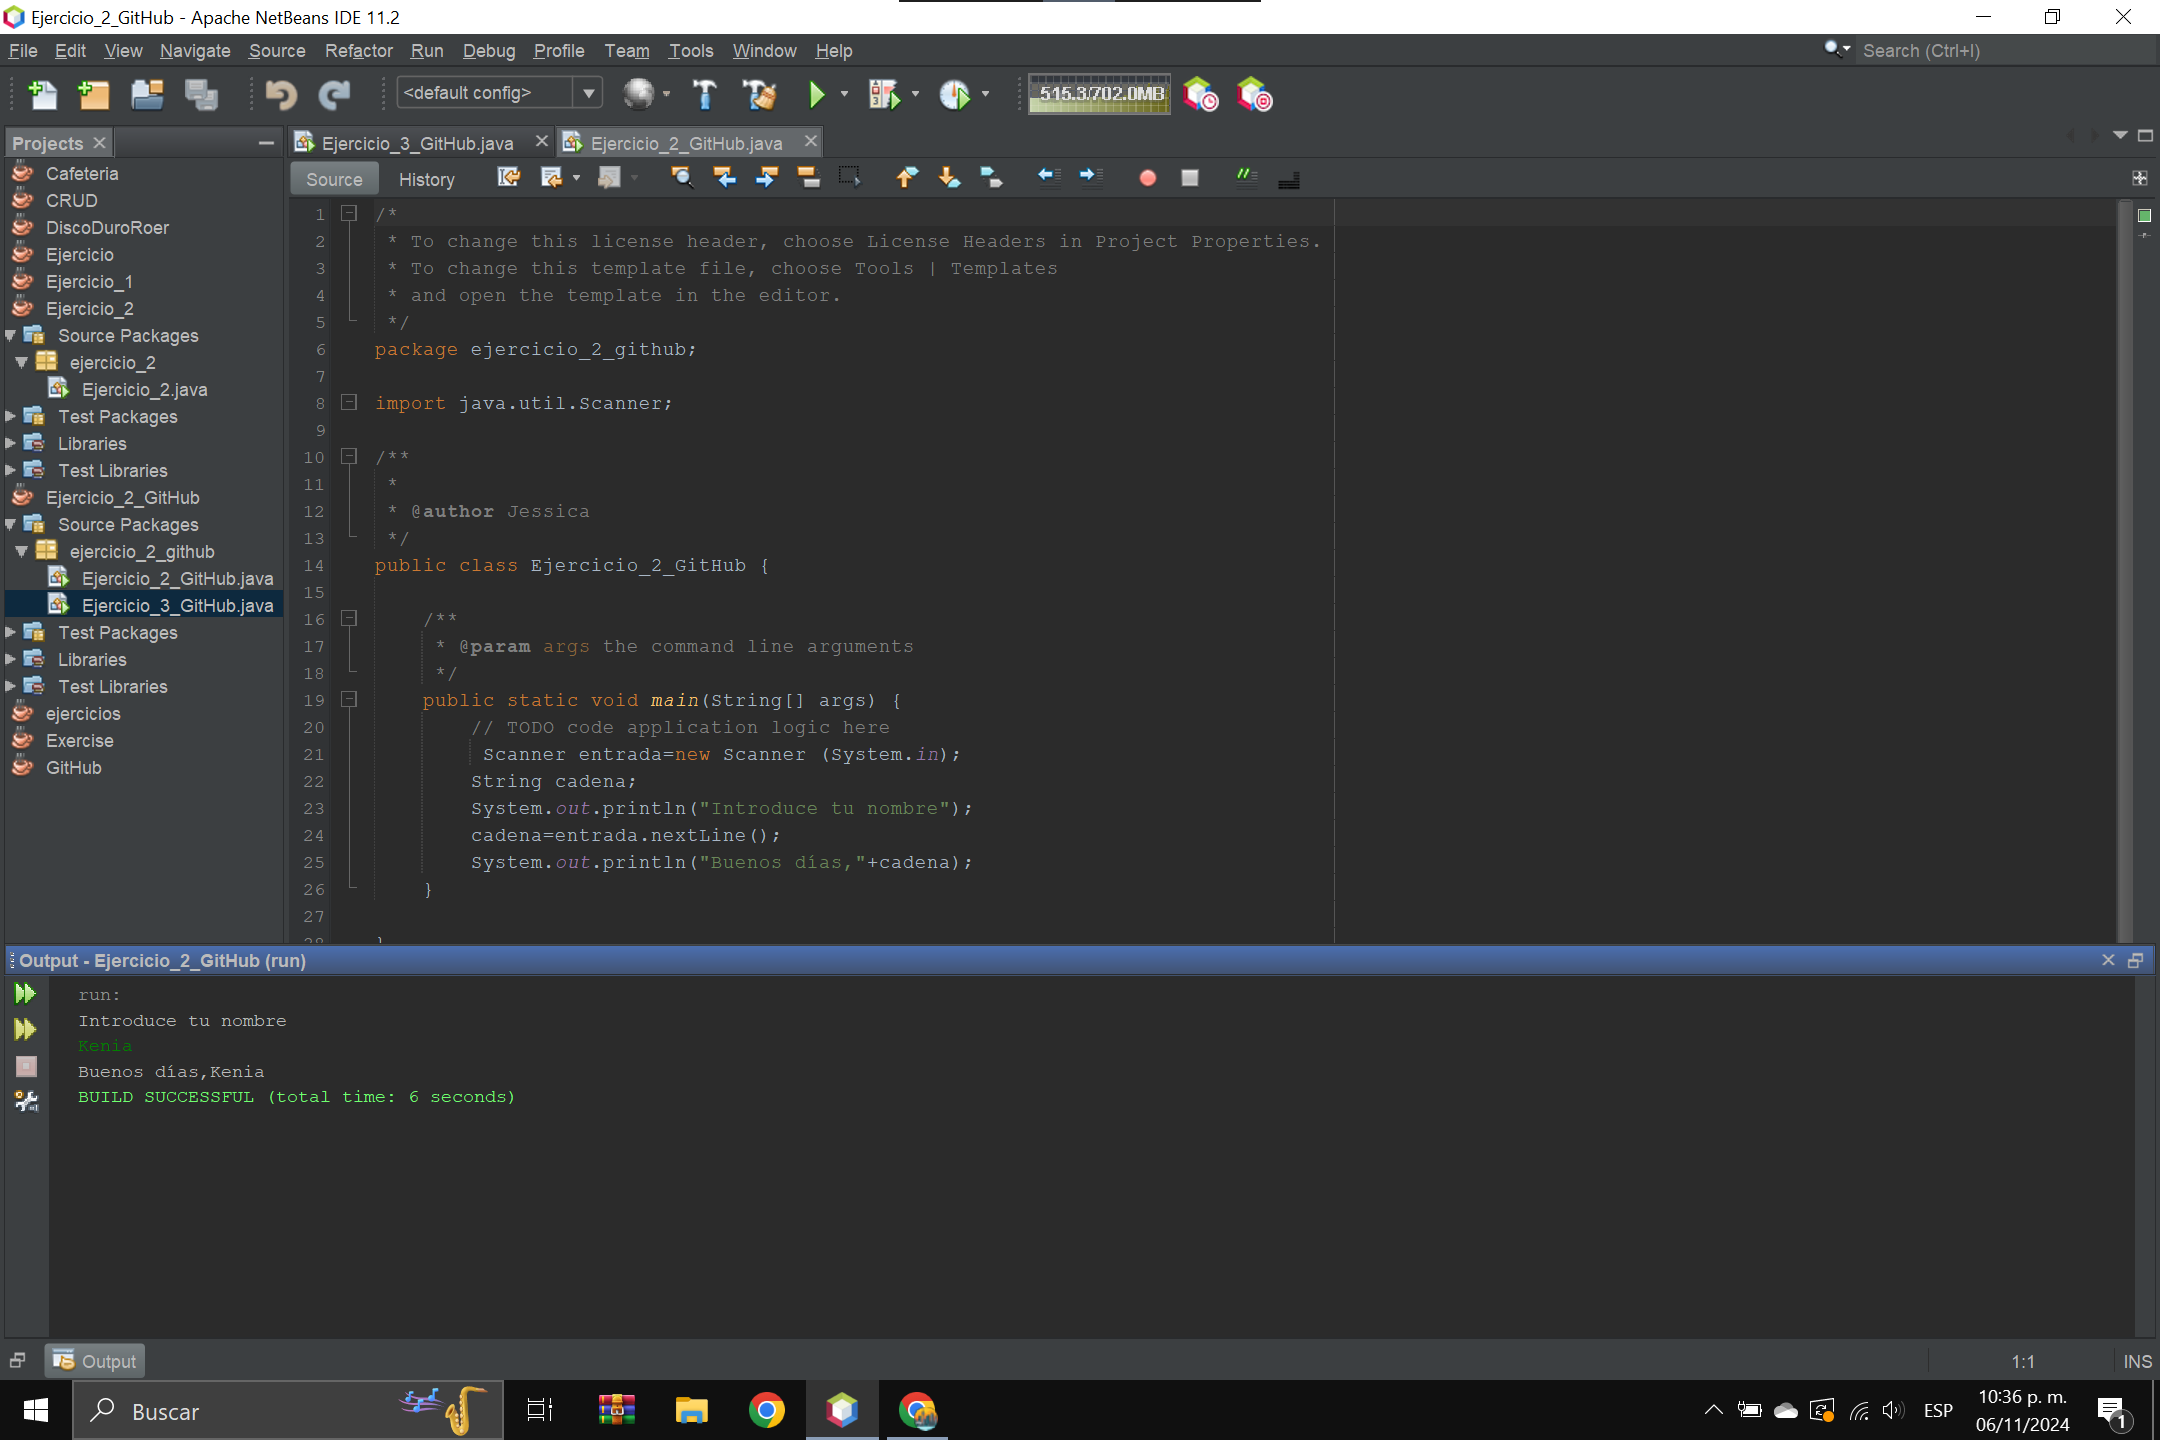 Ejercicio_2_GitHub - Apache NetBeans IDE 11.2
File Edit View Navigate Source Refactor Run Debug Profile Team Tools Window Help
Search (Ctrl+I)
<default config>
515.3/702.0MB
Projects
Ejercicio_3_GitHub.java
Ejercicio_2_GitHub.java
Source History
Cafeteria
CRUD
DiscoDuroRoer
Ejercicio
Ejercicio_1
Ejercicio_2
Source Packages
ejercicio_2
Ejercicio_2.java
Test Packages
Libraries
Test Libraries
Ejercicio_2_GitHub
Source Packages
ejercicio_2_github
Ejercicio_2_GitHub.java
Ejercicio_3_GitHub.java
Test Packages
Libraries
Test Libraries
ejercicios
Exercise
GitHub
1 /*
2 * To change this license header, choose License Headers in Project Properties.
3 * To change this template file, choose Tools | Templates
4 * and open the template in the editor.
5 */
6 package ejercicio_2_github;
7
8 import java.util.Scanner;
9
10 /**
11 *
12 * @author Jessica
13 */
14 public class Ejercicio_2_GitHub {
15
16 /**
17 * @param args the command line arguments
18 */
19 public static void main(String[] args) {
20 // TODO code application logic here
21 Scanner entrada=new Scanner (System.in);
22 String cadena;
23 System.out.println("Introduce tu nombre");
24 cadena=entrada.nextLine();
25 System.out.println("Buenos días,"+cadena);
26 }
27
28 }
Output - Ejercicio_2_GitHub (run)
run:
Introduce tu nombre
Kenia
Buenos días,Kenia
BUILD SUCCESSFUL (total time: 6 seconds)
Output
1:1
INS
Buscar
ESP
10:36 p. m.
06/11/2024
1